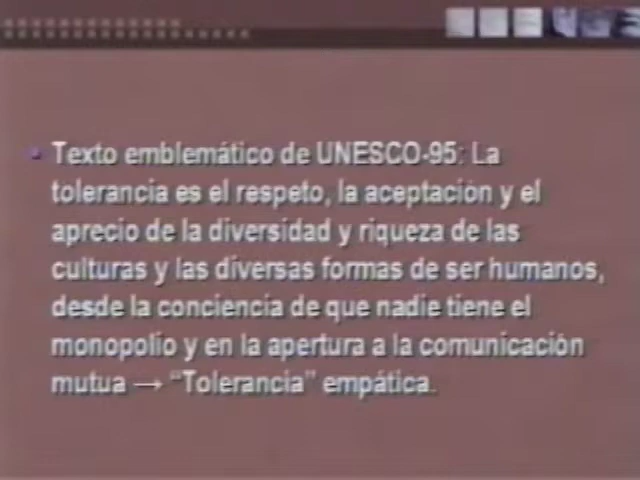 Texto emblemático de UNESCO-95: La
tolerancia es el respeto, la aceptación y el
aprecio de la diversidad y riqueza de las
culturas y las diversas formas de ser humanos,
desde la conciencia de que nadie tiene el
monopolio y en la apertura a la comunicación
mutua → “Tolerancia” empática.